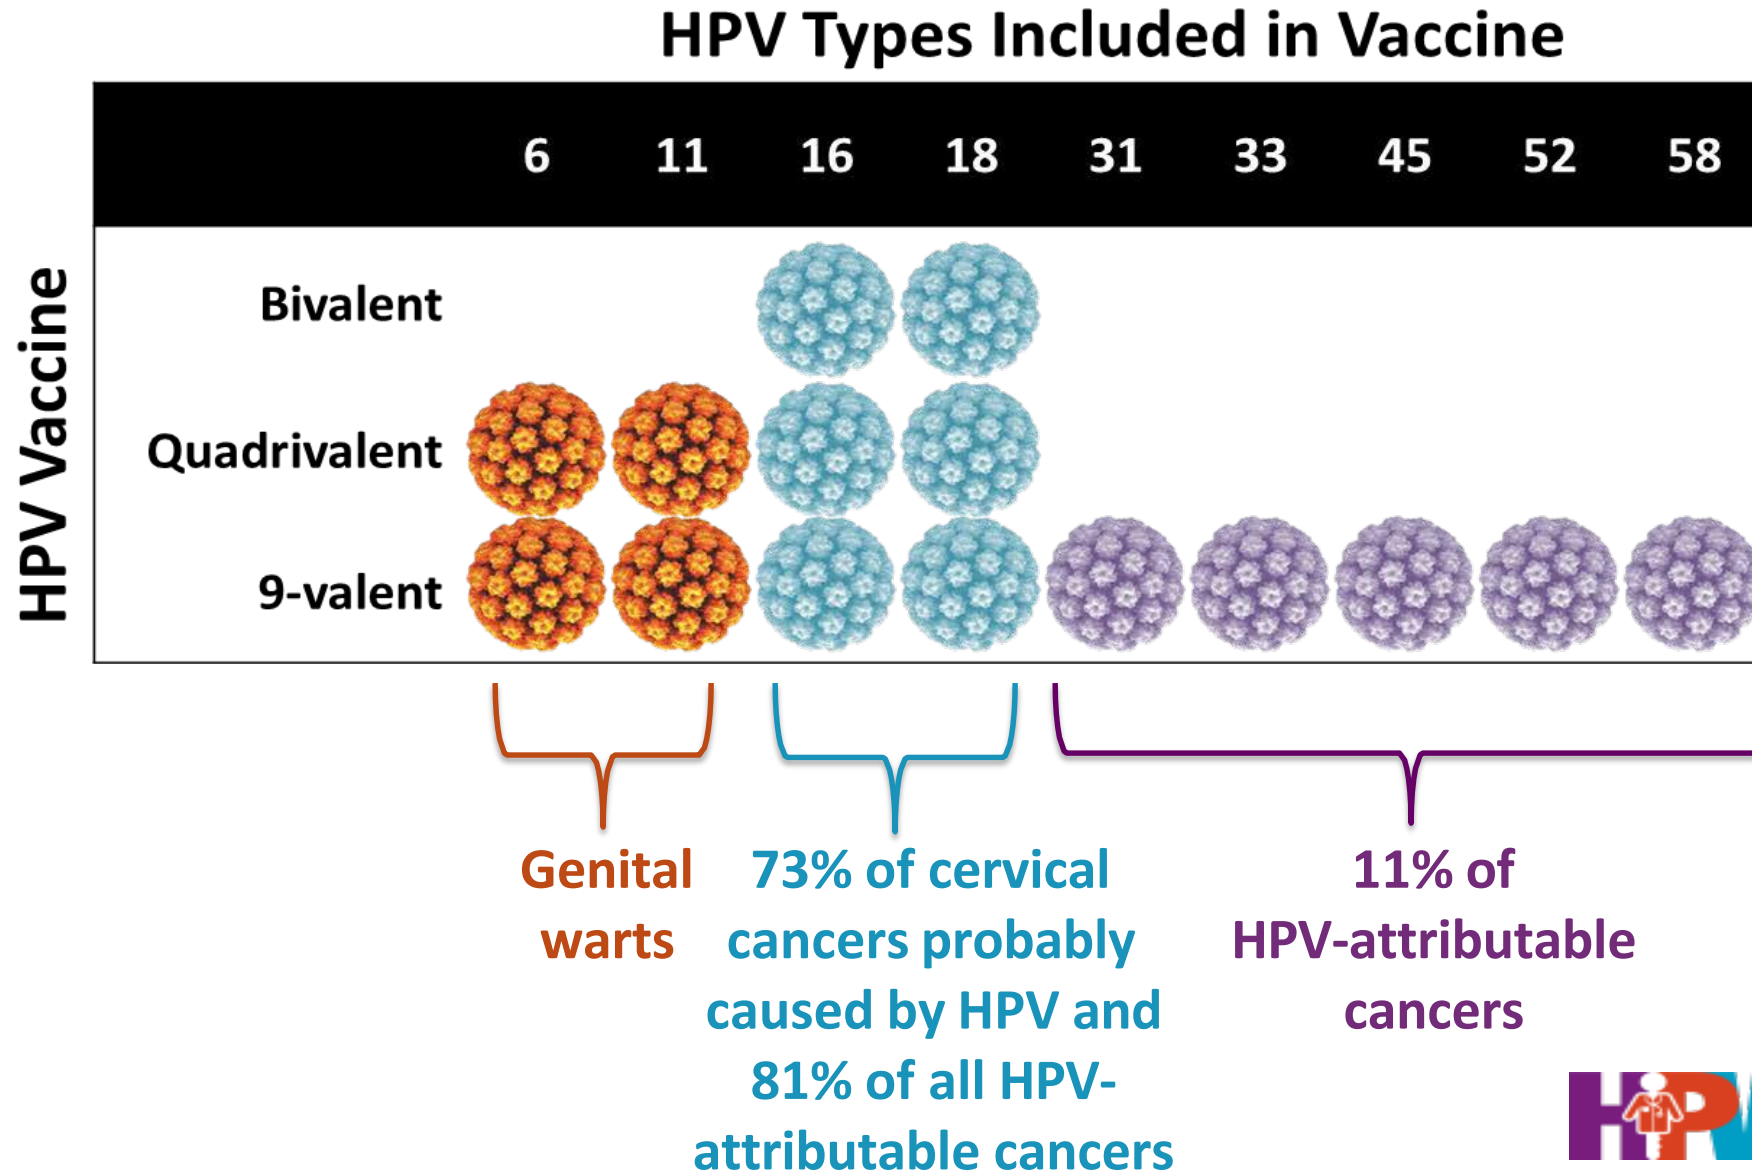 HPV Types Included in Vaccine
6 11 16 18 31 33 45 52 58
HPV Vaccine
Bivalent
Quadrivalent
9-valent
Genital
warts
73% of cervical
cancers probably
caused by HPV and
81% of all HPV-
attributable cancers
11% of
HPV-attributable
cancers
HPV